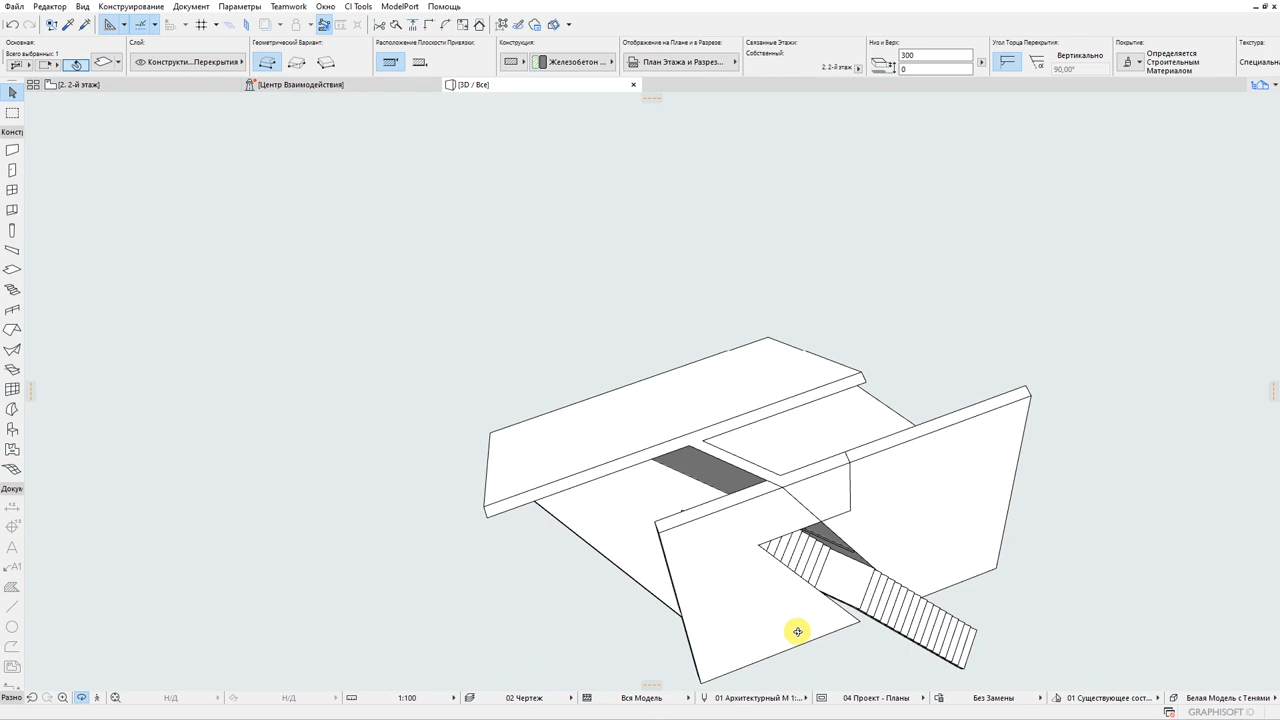 Файл Редактор Вид Конструирование Документ Параметры Teamwork Окно CI Tools ModelPort Помощь
Основная: Слой: Геометрический Вариант: Расположение Плоскости Привязки: Конструкция: Отображение на Плане и в Разрезе: Связанные Этажи: Низ и Верх: Угол Торца Перекрытия: Покрытие: Текстура:
Всего выбранных: 1
Конструкти...Перекрытия Железобетон ... План Этажа и Разрез... Собственный: 2. 2-й этаж 300 0 Вертикально 90,00° Определяется Строительным Материалом Специальн
[2. 2-й этаж] [Центр Взаимодействия] [3D / Все]
Конст
Докум
A
A1
Разно Н/Д Н/Д 1:100 02 Чертеж Вся Модель 01 Архитектурный М 1:... 04 Проект - Планы Без Замены 01 Существующее сост... Белая Модель с Тенями
GRAPHISOFT ID